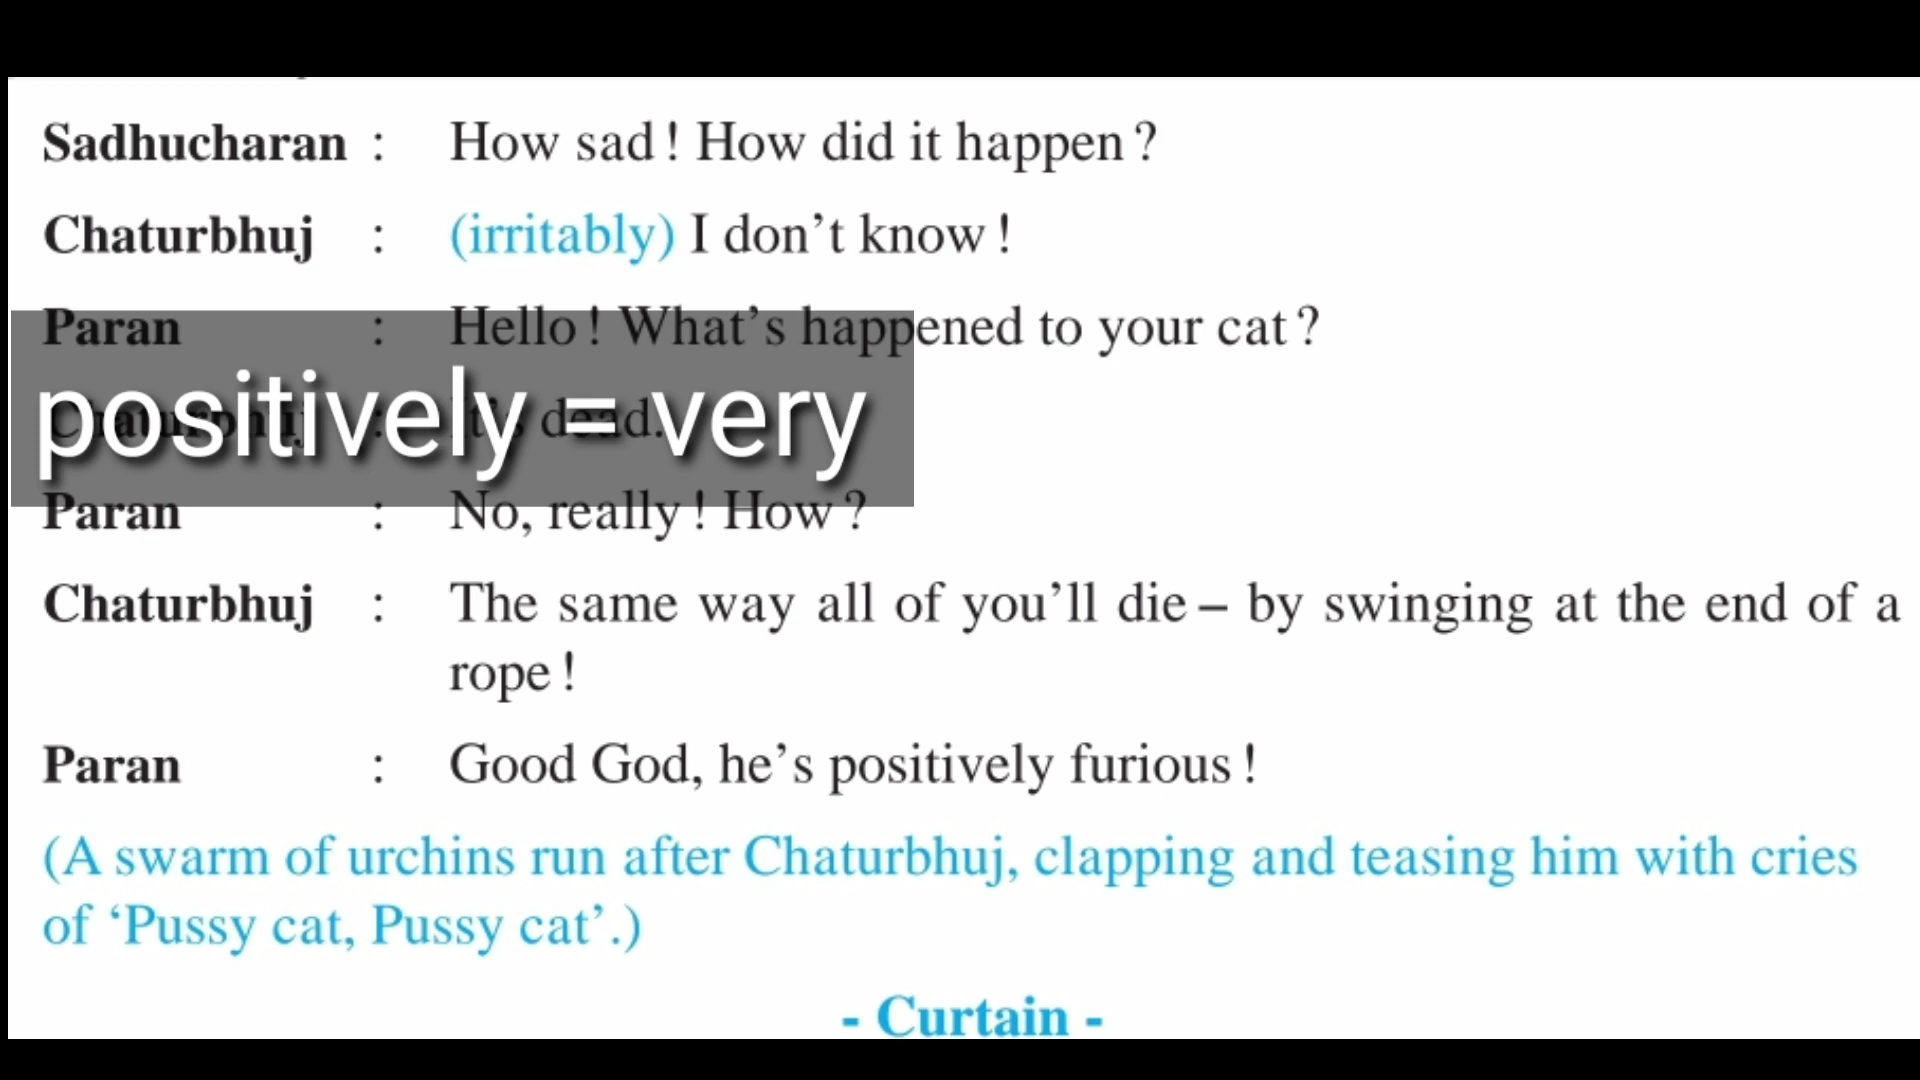 Sadhucharan : How sad ! How did it happen ?
Chaturbhuj : (irritably) I don’t know !
Paran : Hello ! What’s happened to your cat ?
positively = very
Chaturbhuj : It’s dead.
Paran : No, really ! How ?
Chaturbhuj : The same way all of you’ll die – by swinging at the end of a
rope !
Paran : Good God, he’s positively furious !
(A swarm of urchins run after Chaturbhuj, clapping and teasing him with cries
of ‘Pussy cat, Pussy cat’.)
- Curtain -